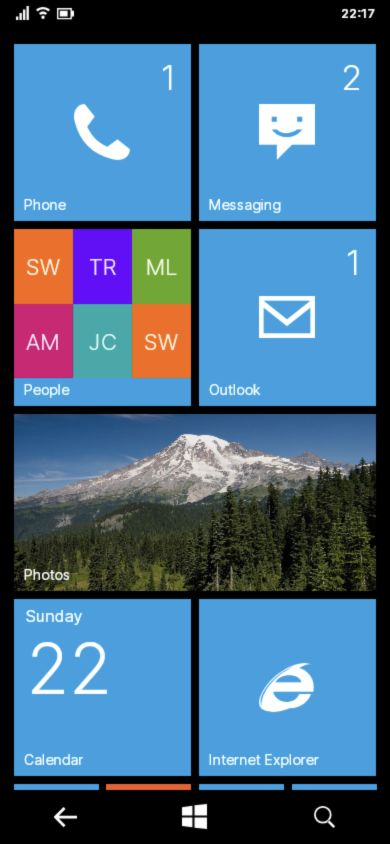 22:17
1
2
Phone
Messaging
SW TR ML
AM JC SW
People
1
Outlook
Photos
Sunday
22
Calendar
Internet Explorer